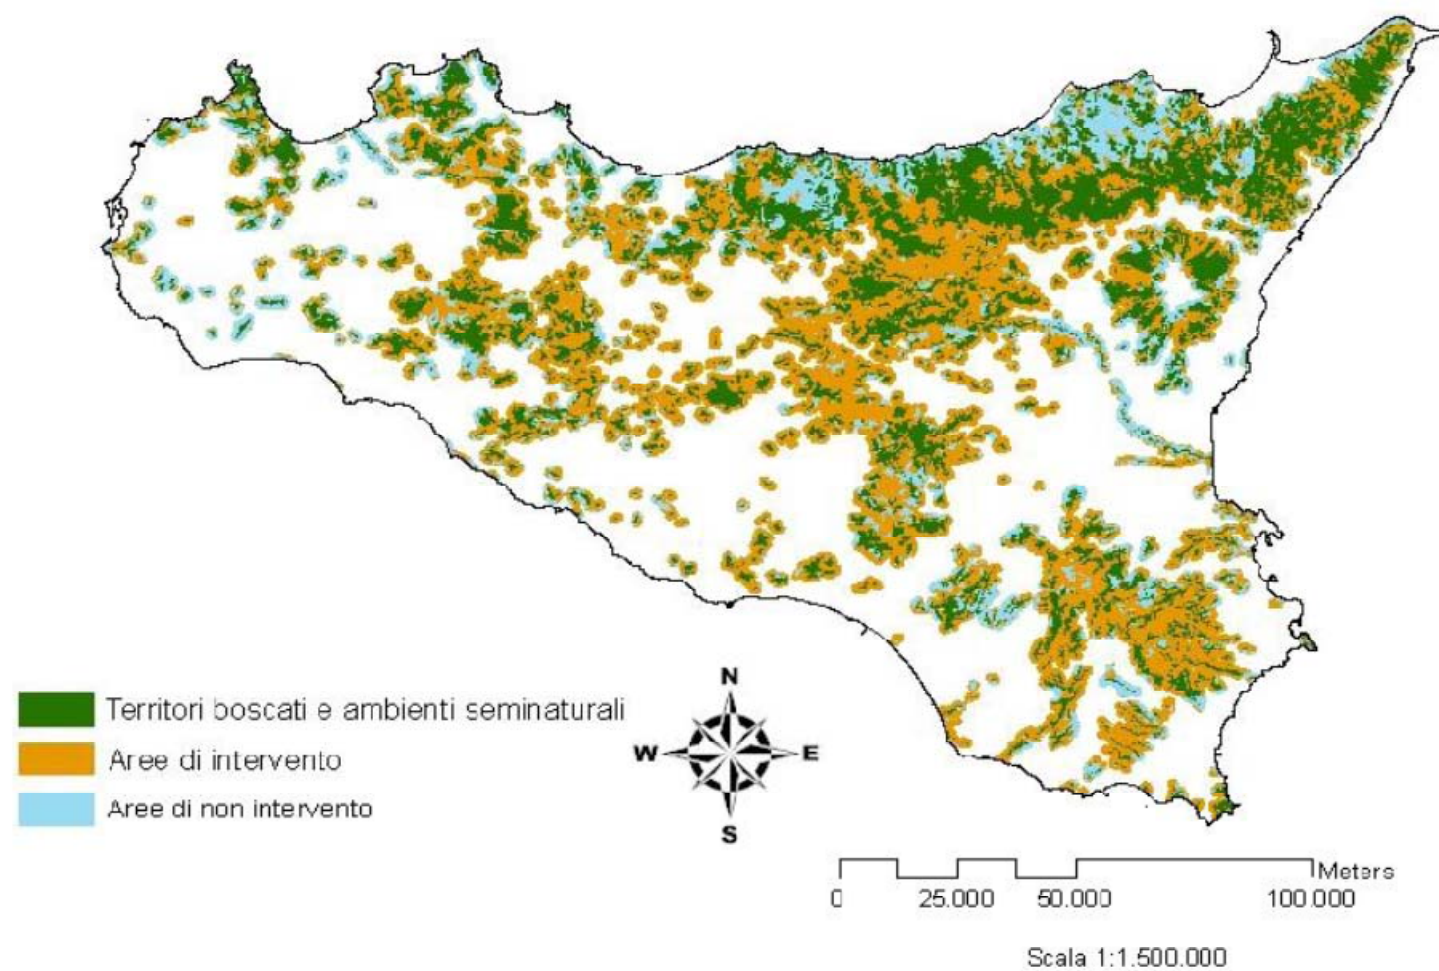 N
W E
S
Territori boscati e ambienti seminaturali
Aree di intervento
Aree di non intervento
Meters
0 25.000 50.000 100.000
Scala 1:1.500.000